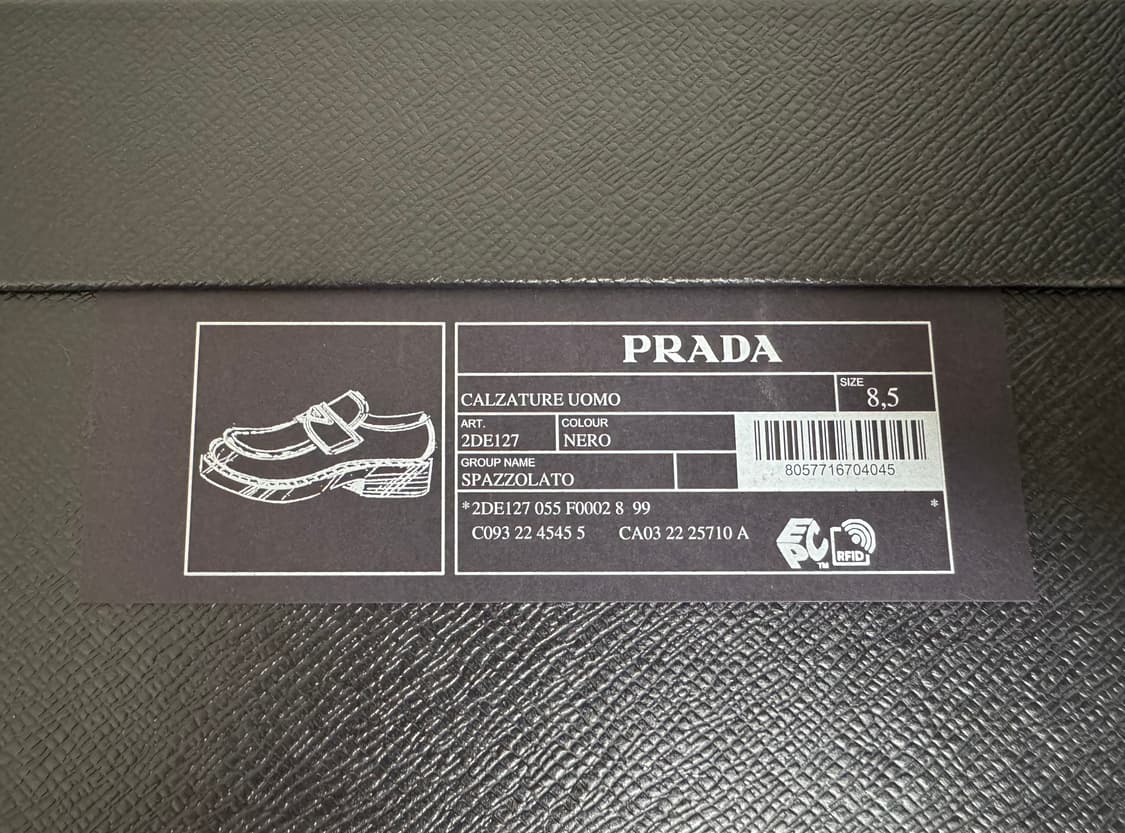 PRADA
CALZATURE UOMO
SIZE
8,5
ART.
2DE127
COLOUR
NERO
8057716704045
GROUP NAME
SPAZZOLATO
*2DE127 055 F0002 8 99 *
C093 22 4545 5 CA03 22 25710 A
EPC™
RFID